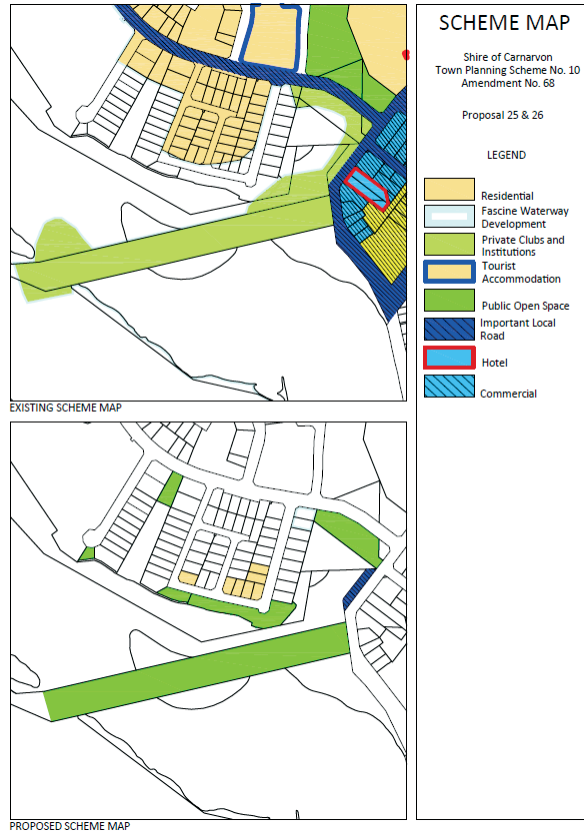 SCHEME MAP
Shire of Carnarvon
Town Planning Scheme No. 10
Amendment No. 68
Proposal 25 & 26
LEGEND
Residential
Fascine Waterway
Development
Private Clubs and
Institutions
Tourist
Accommodation
Public Open Space
Important Local
Road
Hotel
Commercial
EXISTING SCHEME MAP
PROPOSED SCHEME MAP